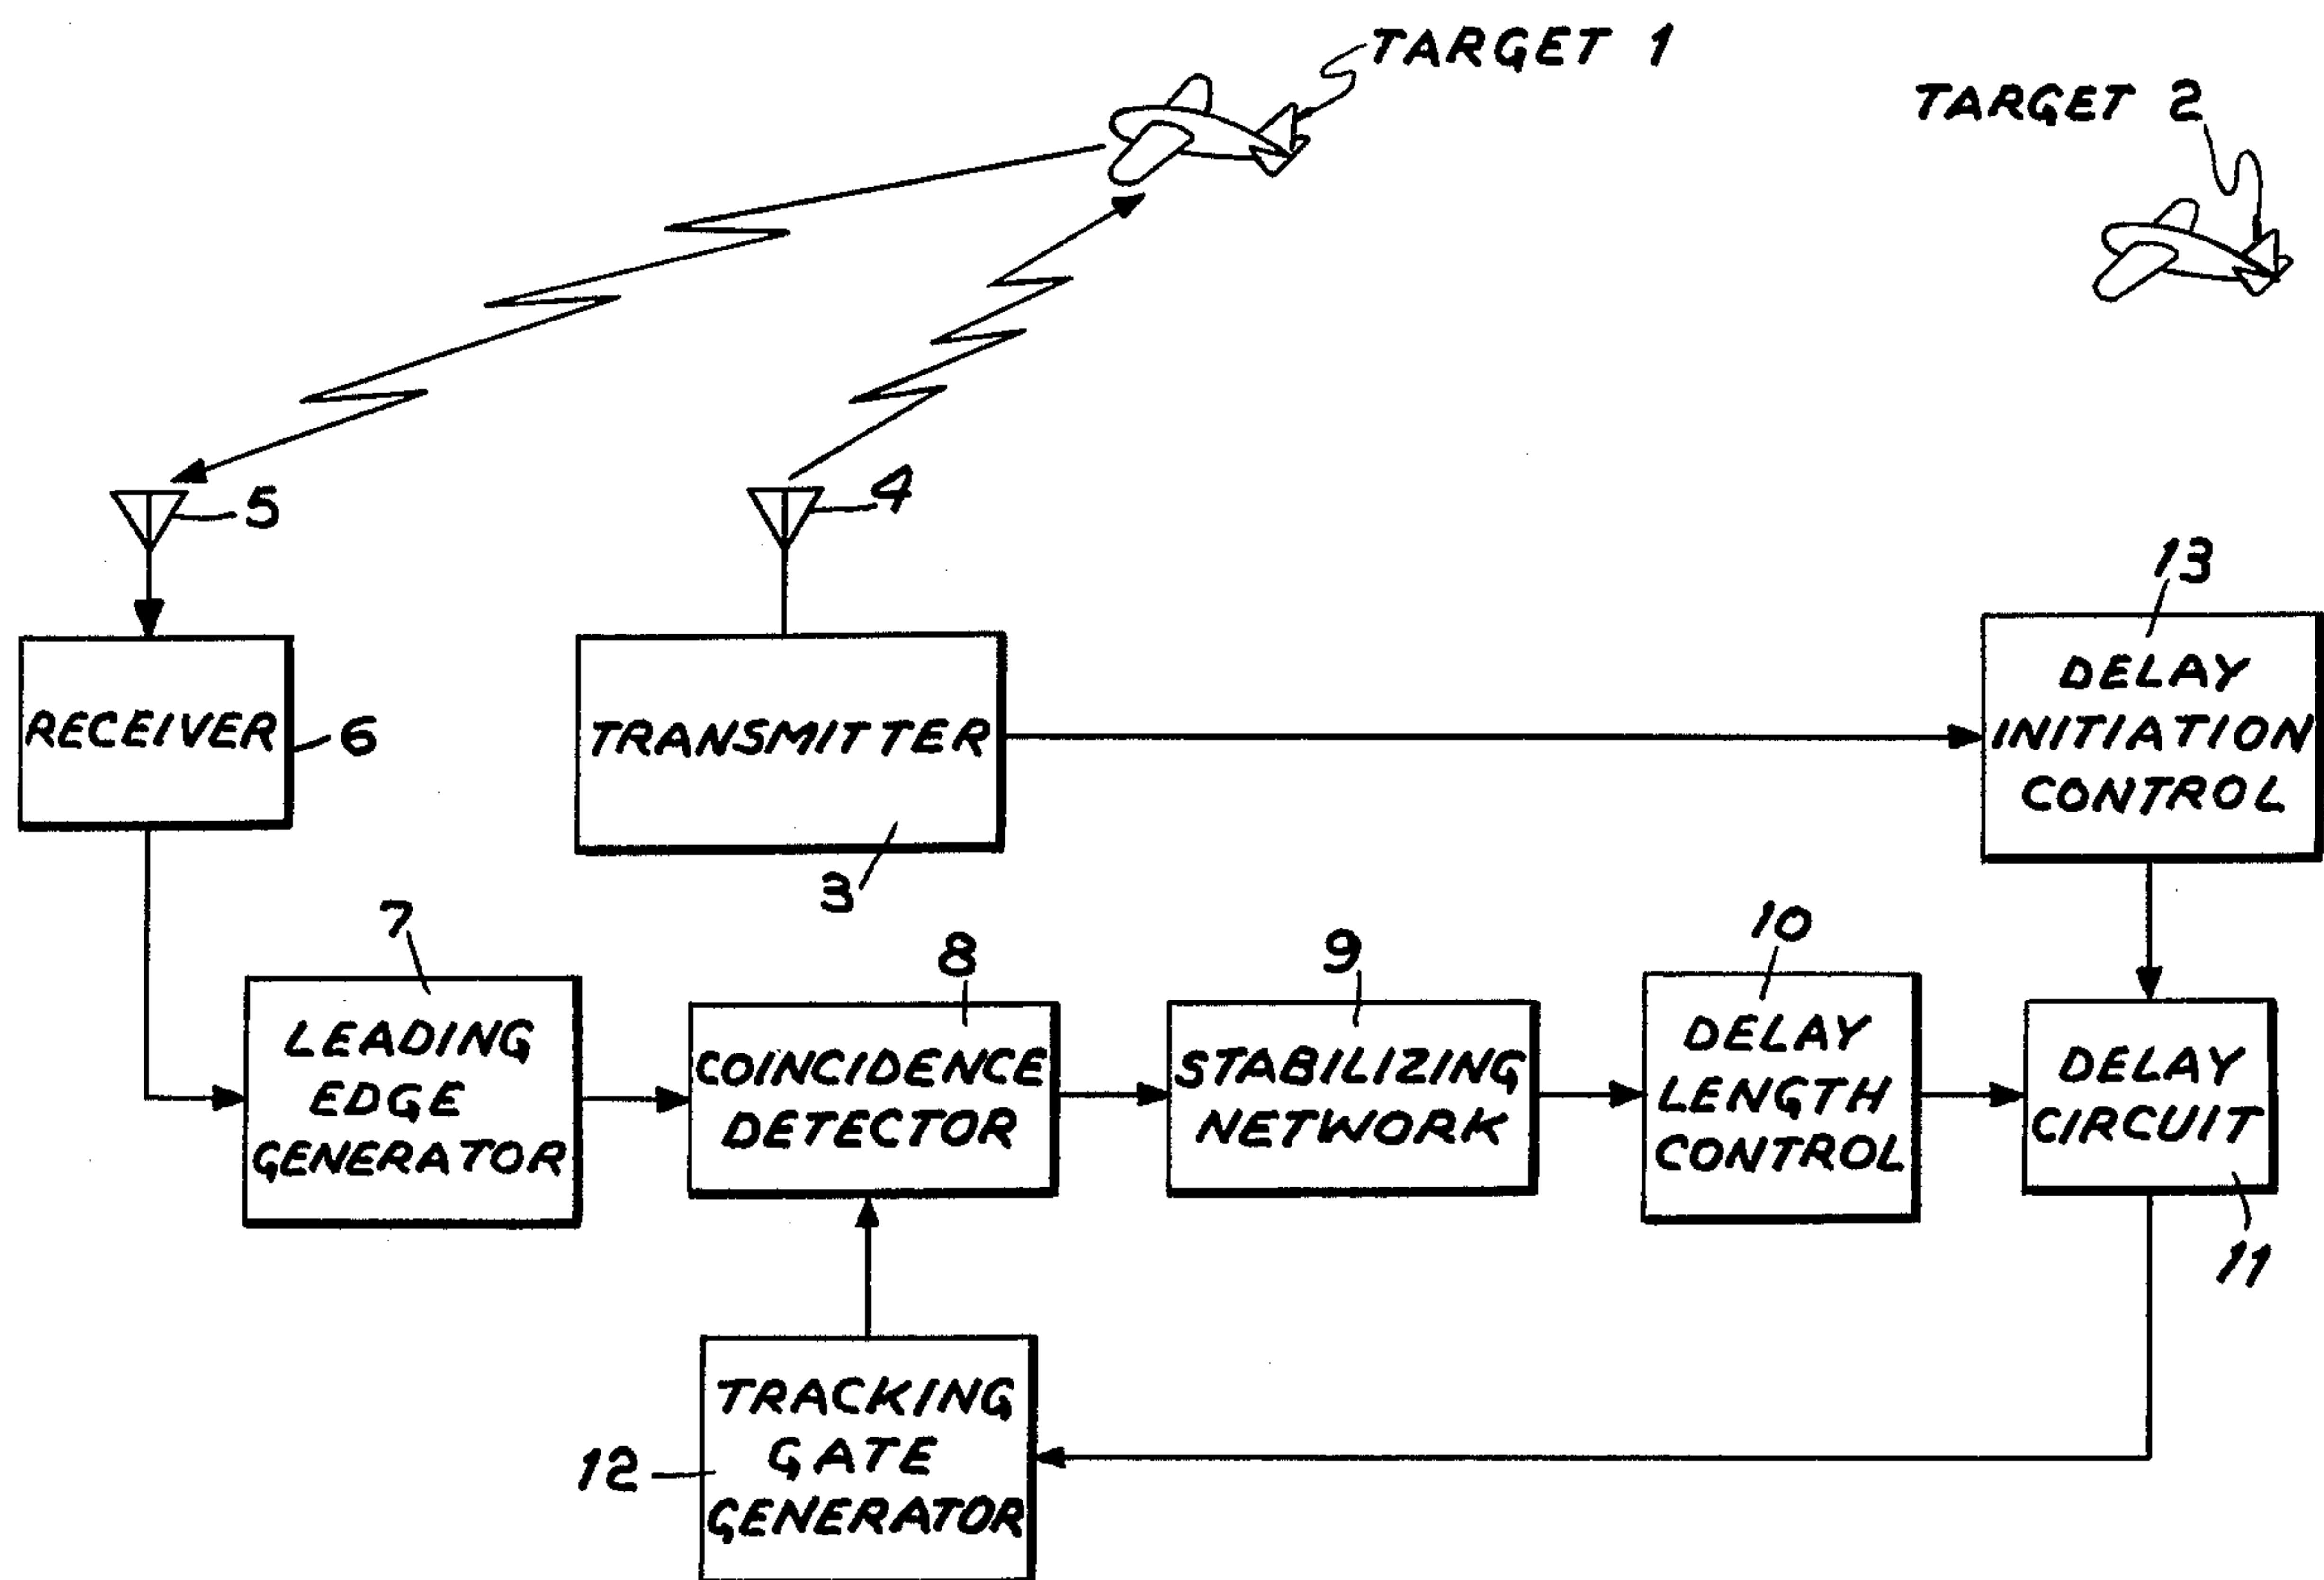 TARGET 1
TARGET 2
5
4
13
RECEIVER
6
TRANSMITTER
3
DELAY
INITIATION
CONTROL
7
LEADING
EDGE
GENERATOR
8
COINCIDENCE
DETECTOR
9
STABILIZING
NETWORK
10
DELAY
LENGTH
CONTROL
DELAY
CIRCUIT
11
12
TRACKING
GATE
GENERATOR